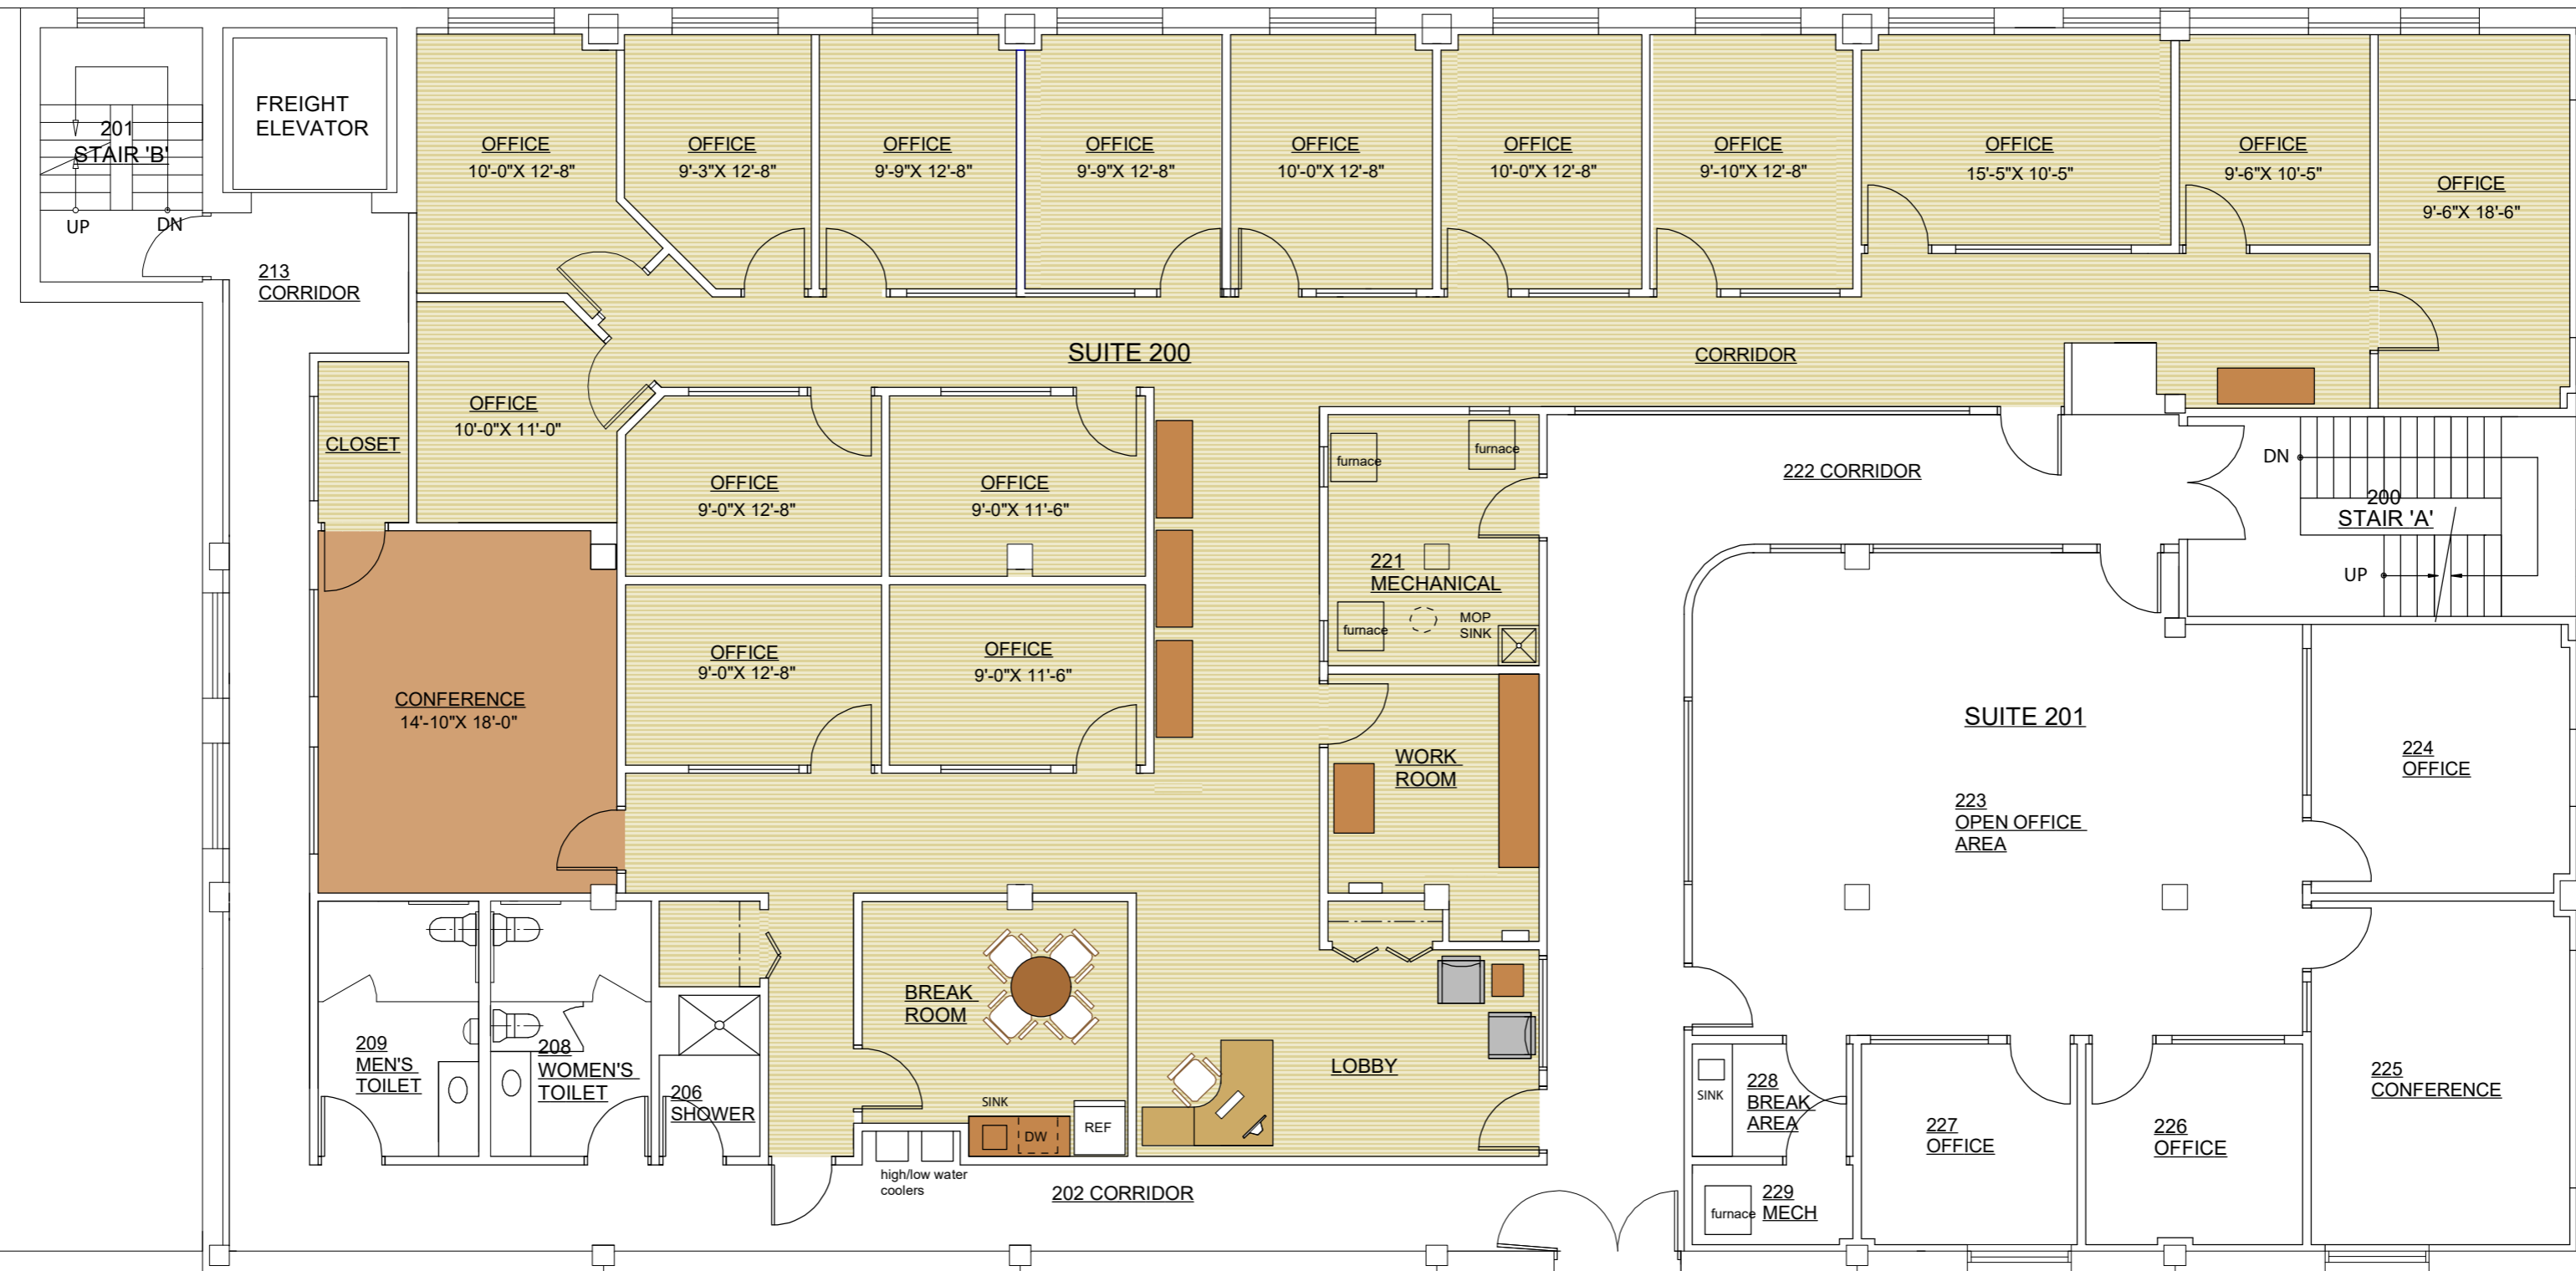 201
STAIR 'B'
UP
DN
FREIGHT
ELEVATOR
213
CORRIDOR
OFFICE
10'-0"X 12'-8"
OFFICE
9'-3"X 12'-8"
OFFICE
9'-9"X 12'-8"
OFFICE
9'-9"X 12'-8"
OFFICE
10'-0"X 12'-8"
OFFICE
10'-0"X 12'-8"
OFFICE
9'-10"X 12'-8"
OFFICE
15'-5"X 10'-5"
OFFICE
9'-6"X 10'-5"
OFFICE
9'-6"X 18'-6"
SUITE 200
CORRIDOR
CLOSET
OFFICE
10'-0"X 11'-0"
OFFICE
9'-0"X 12'-8"
OFFICE
9'-0"X 11'-6"
furnace
furnace
221
MECHANICAL
furnace
MOP
SINK
222 CORRIDOR
DN
200
STAIR 'A'
UP
CONFERENCE
14'-10"X 18'-0"
OFFICE
9'-0"X 12'-8"
OFFICE
9'-0"X 11'-6"
WORK
ROOM
SUITE 201
223
OPEN OFFICE
AREA
224
OFFICE
209
MEN'S
TOILET
208
WOMEN'S
TOILET
206
SHOWER
BREAK
ROOM
SINK
DW
REF
high/low water
coolers
LOBBY
202 CORRIDOR
SINK
228
BREAK
AREA
229
MECH
furnace
227
OFFICE
226
OFFICE
225
CONFERENCE